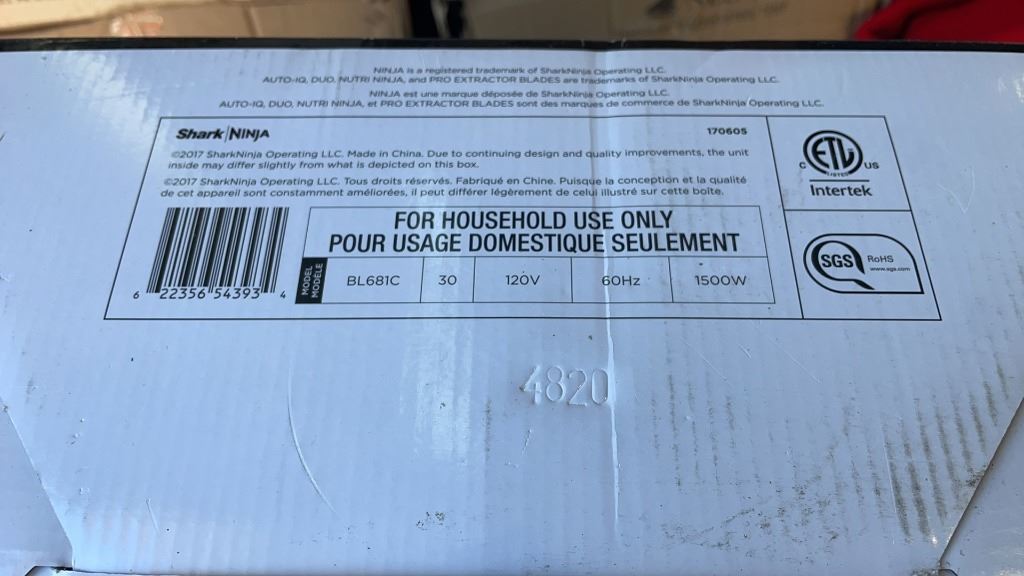 NINJA is a registered trademark of SharkNinja Operating LLC.
AUTO-IQ, DUO, NUTRI NINJA, and PRO EXTRACTOR BLADES are trademarks of SharkNinja Operating LLC.
NINJA est une marque déposée de SharkNinja Operating LLC.
AUTO-IQ, DUO, NUTRI NINJA, et PRO EXTRACTOR BLADES sont des marques de commerce de SharkNinja Operating LLC.
Shark|NINJA
170605
©2017 SharkNinja Operating LLC. Made in China. Due to continuing design and quality improvements, the unit
inside may differ slightly from what is depicted on this box.
©2017 SharkNinja Operating LLC. Tous droits réservés. Fabriqué en Chine. Puisque la conception et la qualité
de cet appareil sont constamment améliorées, il peut différer légèrement de celui illustré sur cette boîte.
FOR HOUSEHOLD USE ONLY
POUR USAGE DOMESTIQUE SEULEMENT
MODEL
MODÈLE
BL681C 30 120V 60Hz 1500W
6 22356 54393 4
C ETL US
LISTED
Intertek
SGS RoHS
www.sgs.com
4820